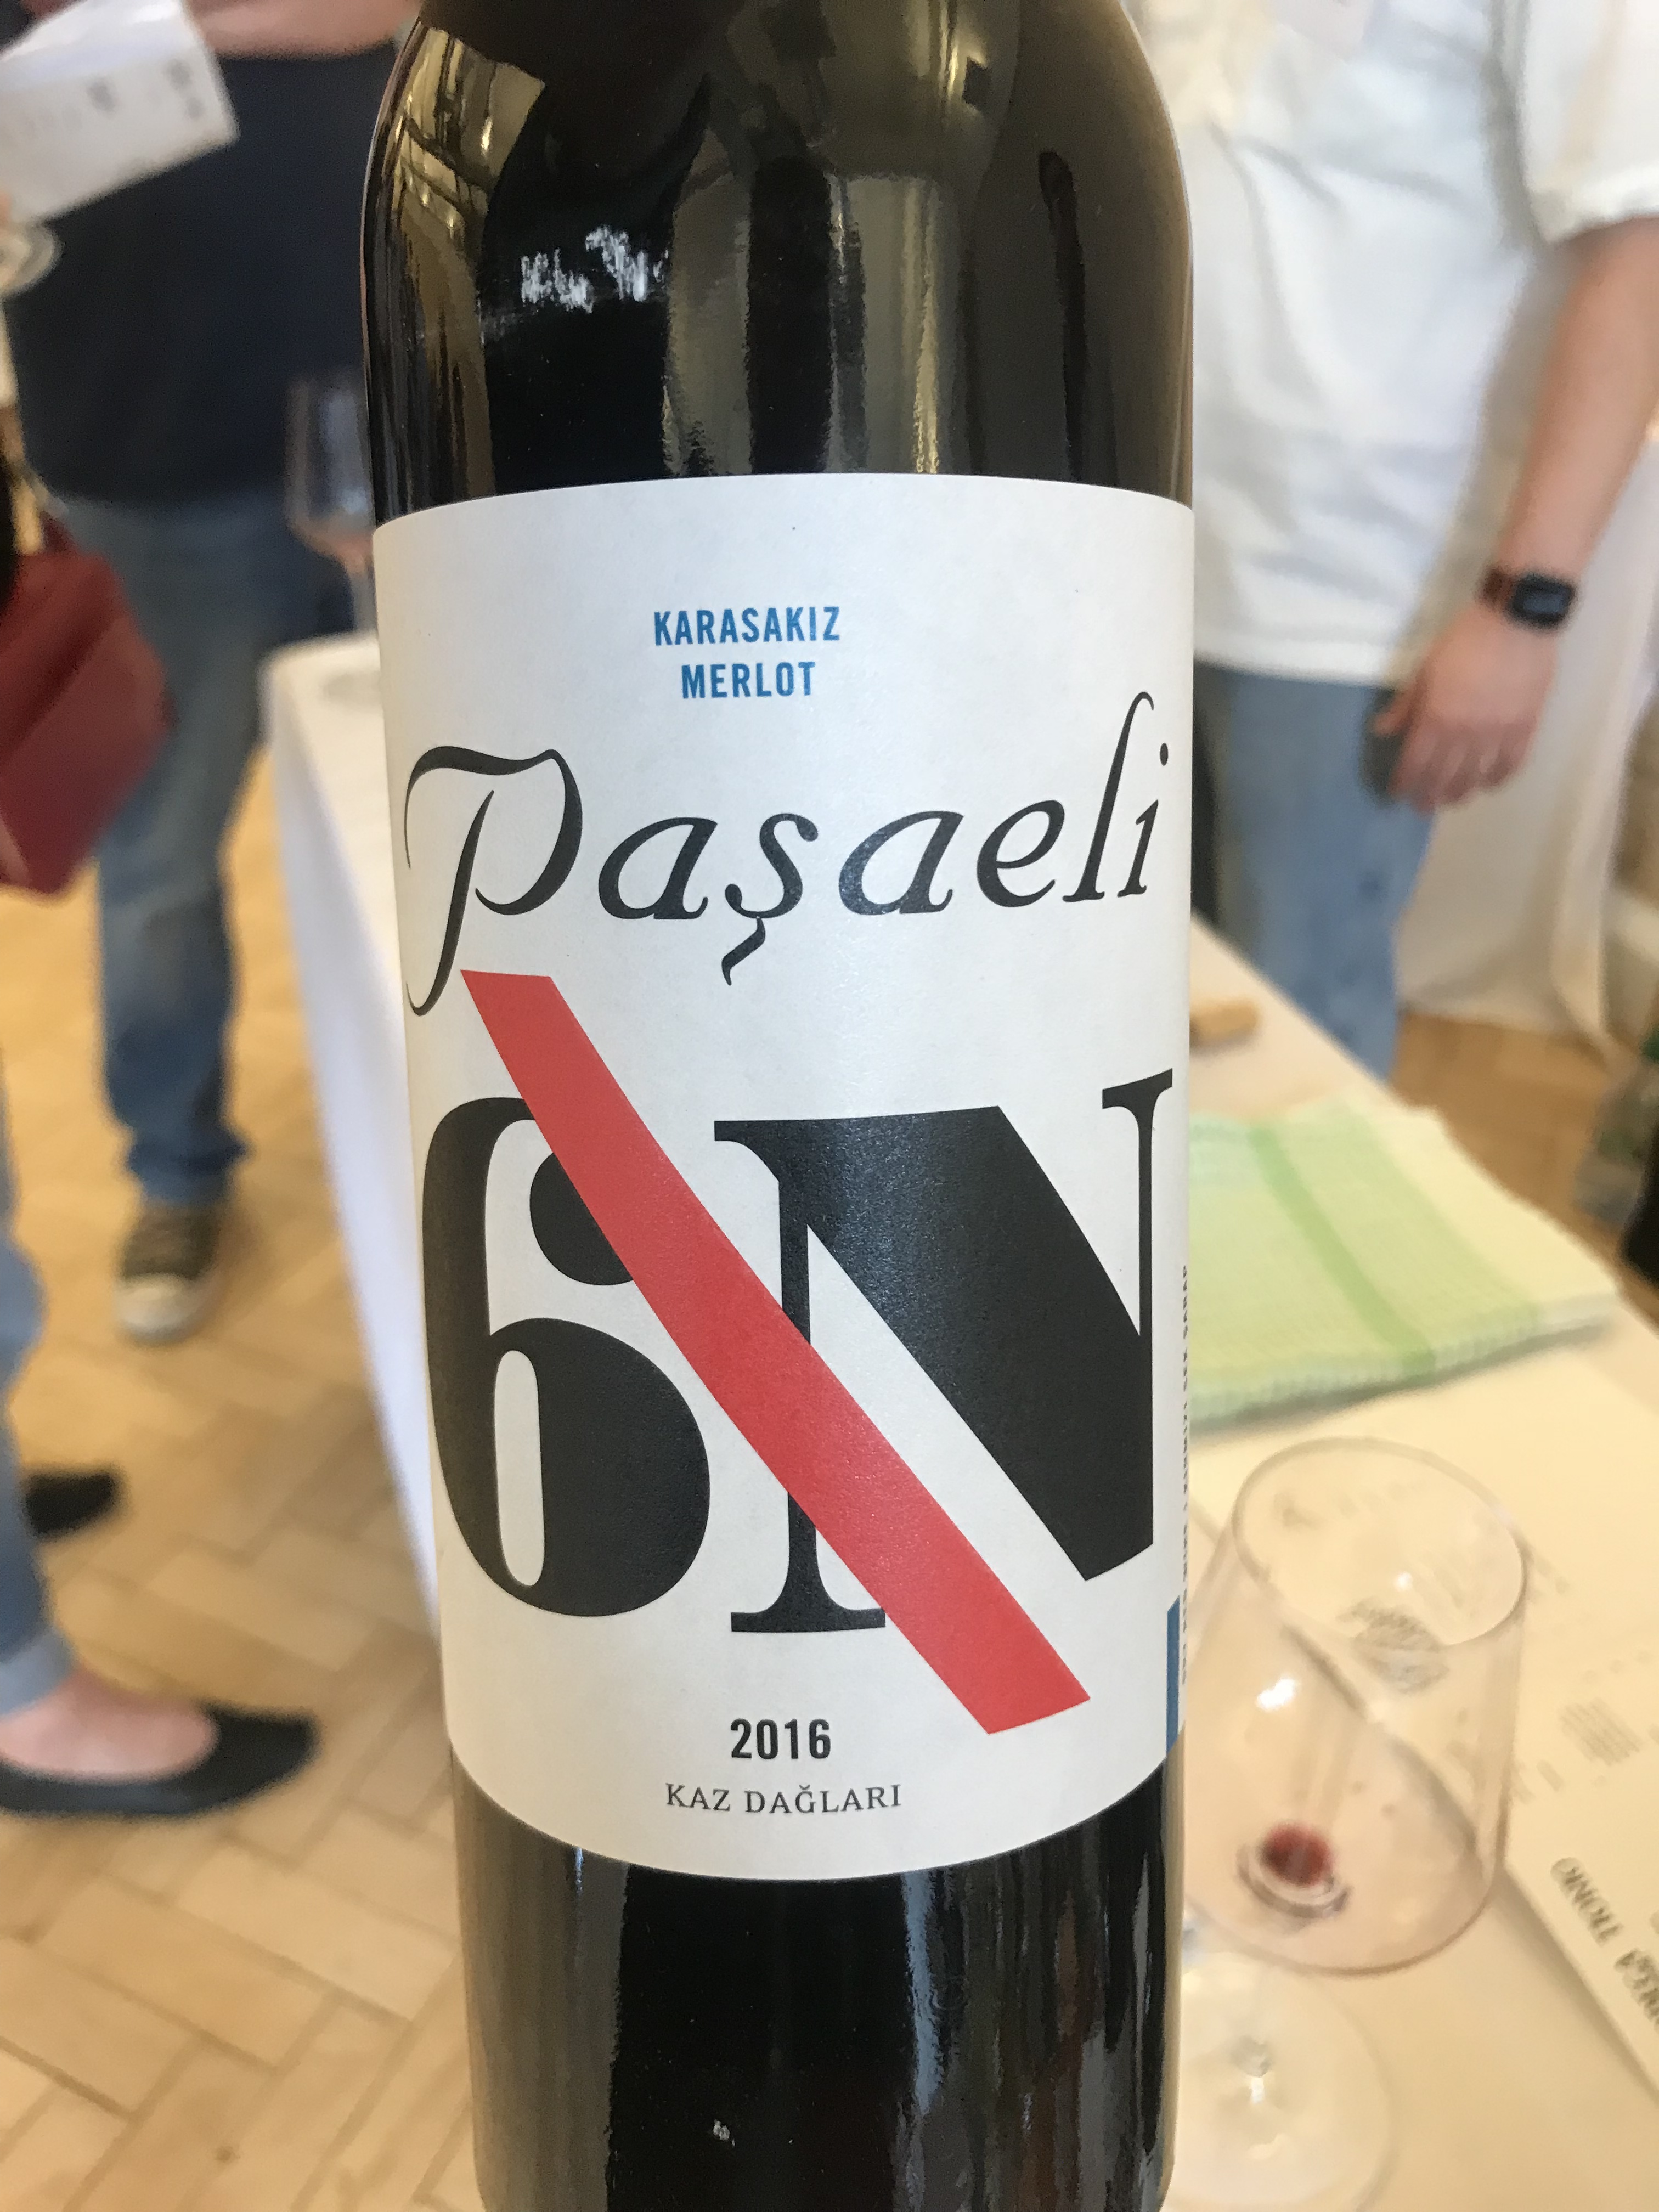 KARASAKIZ
MERLOT
Paşaeli
6N
2016
KAZ DAĞLARI